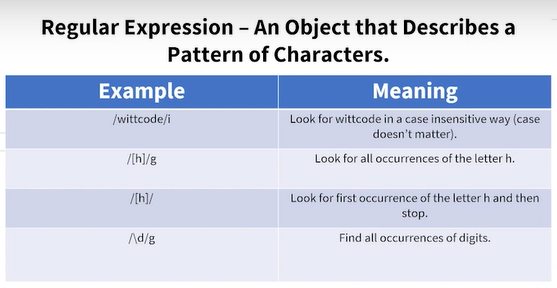 Regular Expression – An Object that Describes a
Pattern of Characters.
Example
Meaning
/wittcode/i
Look for wittcode in a case insensitive way (case
doesn't matter).
/[h]/g
Look for all occurrences of the letter h.
/[h]/
Look for first occurrence of the letter h and then
stop.
/\d/g
Find all occurrences of digits.